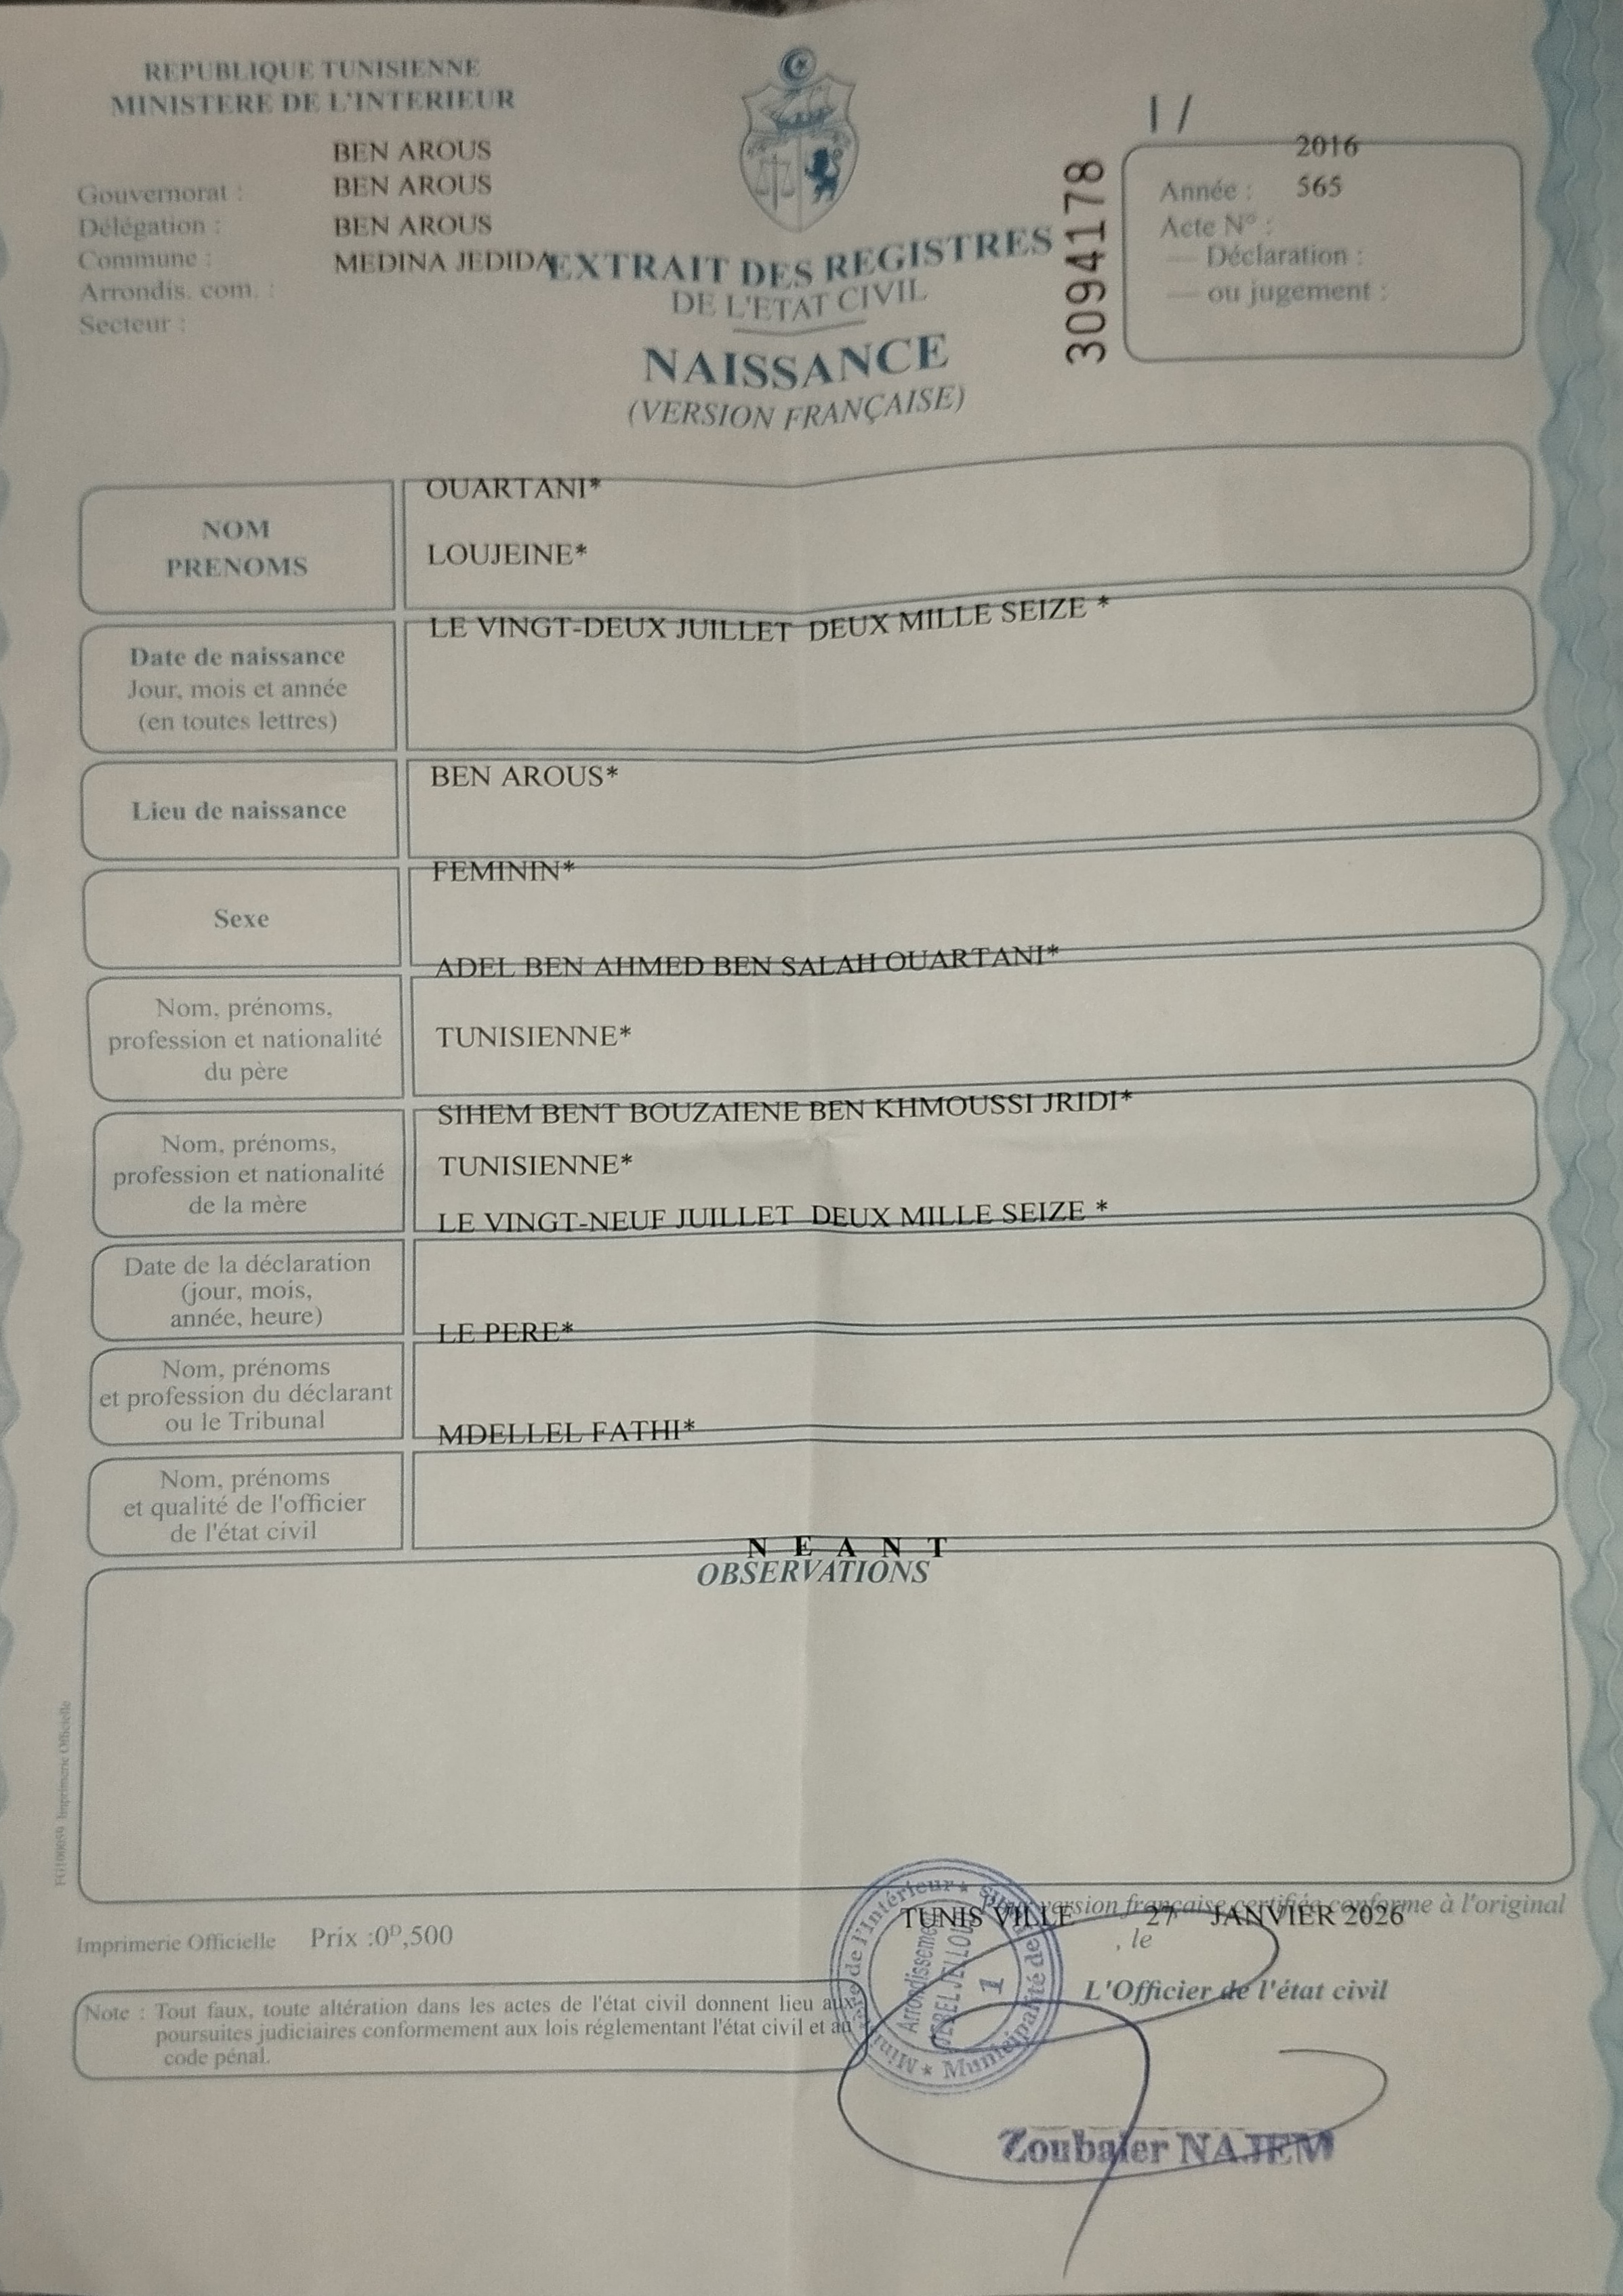 REPUBLIQUE TUNISIENNE
MINISTERE DE L'INTERIEUR
BEN AROUS
Gouvernorat : BEN AROUS
Délégation : BEN AROUS
Commune : MEDINA JEDIDA
Arrondis. com. :
Secteur :
EXTRAIT DES REGISTRES
DE L'ETAT CIVIL
NAISSANCE
(VERSION FRANÇAISE)
I /
3094178
2016
Année : 565
Acte N° :
— Déclaration :
— ou jugement :
NOM
PRENOMS
OUARTANI*
LOUJEINE*
Date de naissance
Jour, mois et année
(en toutes lettres)
LE VINGT-DEUX JUILLET DEUX MILLE SEIZE *
Lieu de naissance
BEN AROUS*
Sexe
FEMININ*
Nom, prénoms,
profession et nationalité
du père
ADEL BEN AHMED BEN SALAH OUARTANI*
TUNISIENNE*
Nom, prénoms,
profession et nationalité
de la mère
SIHEM BENT BOUZAIENE BEN KHMOUSSI JRIDI*
TUNISIENNE*
Date de la déclaration
(jour, mois,
année, heure)
LE VINGT-NEUF JUILLET DEUX MILLE SEIZE *
Nom, prénoms
et profession du déclarant
ou le Tribunal
LE PERE*
Nom, prénoms
et qualité de l'officier
de l'état civil
MDELLEL FATHI*
N E A N T
OBSERVATIONS
Imprimerie Officielle
Pour version française certifiée conforme à l'original
TUNIS VILLE 27 JANVIER 2026
, le
Imprimerie Officielle Prix :0ᴰ,500
L'Officier de l'état civil
Note : Tout faux, toute altération dans les actes de l'état civil donnent lieu aux
poursuites judiciaires conformement aux lois réglementant l'état civil et au
code pénal.
de l'Intérieur
Municipalité de
Arrondissement
JEBEL JELLOUD
1
Zoubaier NAJEM